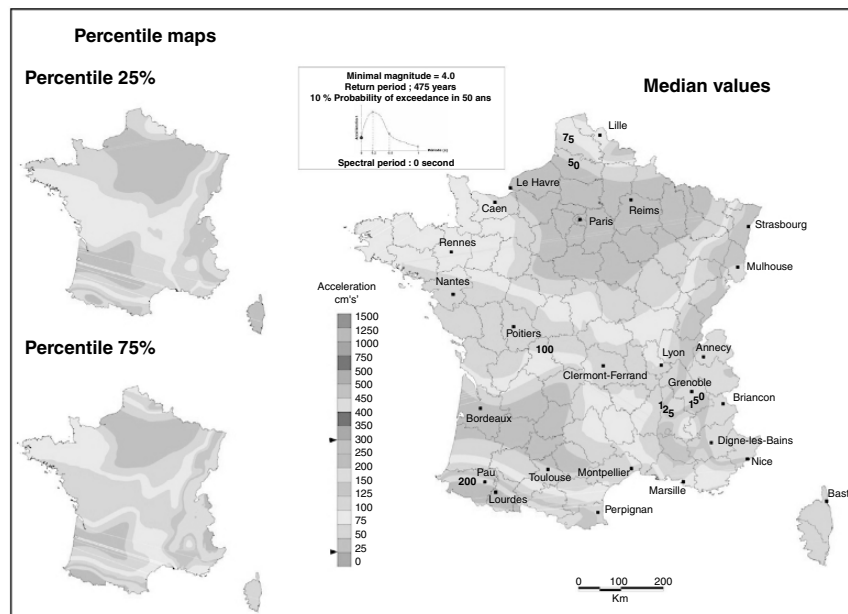 Percentile maps
Percentile 25%
Minimal magnitude = 4.0
Return period ; 475 years
10 % Probability of exceedance in 50 ans
Spectral period : 0 second
Median values
Lille
75
50
Le Havre
Caen
Reims
Paris
Strasbourg
Rennes
Mulhouse
Nantes
Acceleration
cm's'
1500
1250
1000
750
500
500
450
400
350
300
250
200
150
125
100
75
50
25
0
Percentile 75%
Poitiers
100
Lyon
Annecy
Clermont-Ferrand
Grenoble
150
125
Briancon
Bordeaux
Digne-les-Bains
Nice
Pau
200
Toulouse
Montpellier
Lourdes
Marsille
Perpignan
Bast
0 100 200
Km